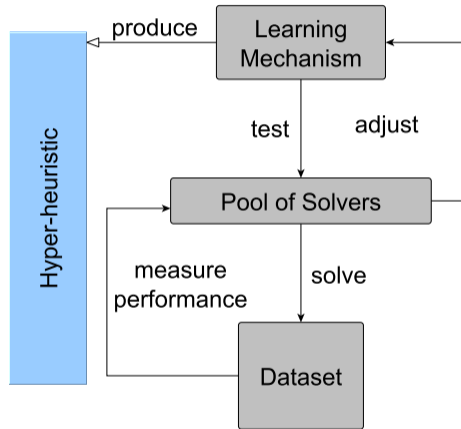 produce
Learning
Mechanism
test
adjust
Pool of Solvers
Hyper-heuristic
measure
performance
solve
Dataset